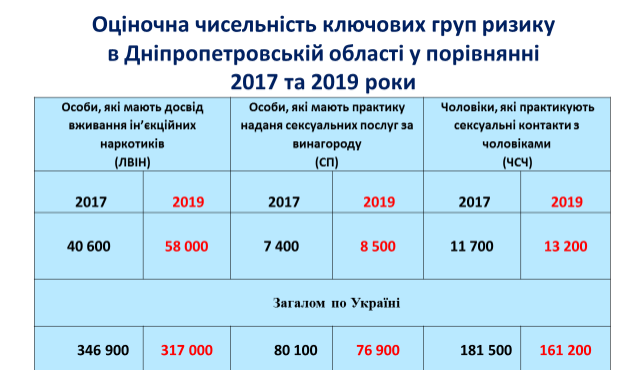 Оціночна чисельність ключових груп ризику
в Дніпропетровській області у порівнянні
2017 та 2019 роки
Особи, які мають досвід
вживання ін’єкційних
наркотиків
(ЛВІН)
Особи, які мають практику
наданя сексуальних послуг за
винагороду
(СП)
Чоловіки, які практикують
сексуальні контакти з
чоловіками
(ЧСЧ)
2017 2019 2017 2019 2017 2019
40 600 58 000 7 400 8 500 11 700 13 200
Загалом по Україні
346 900 317 000 80 100 76 900 181 500 161 200